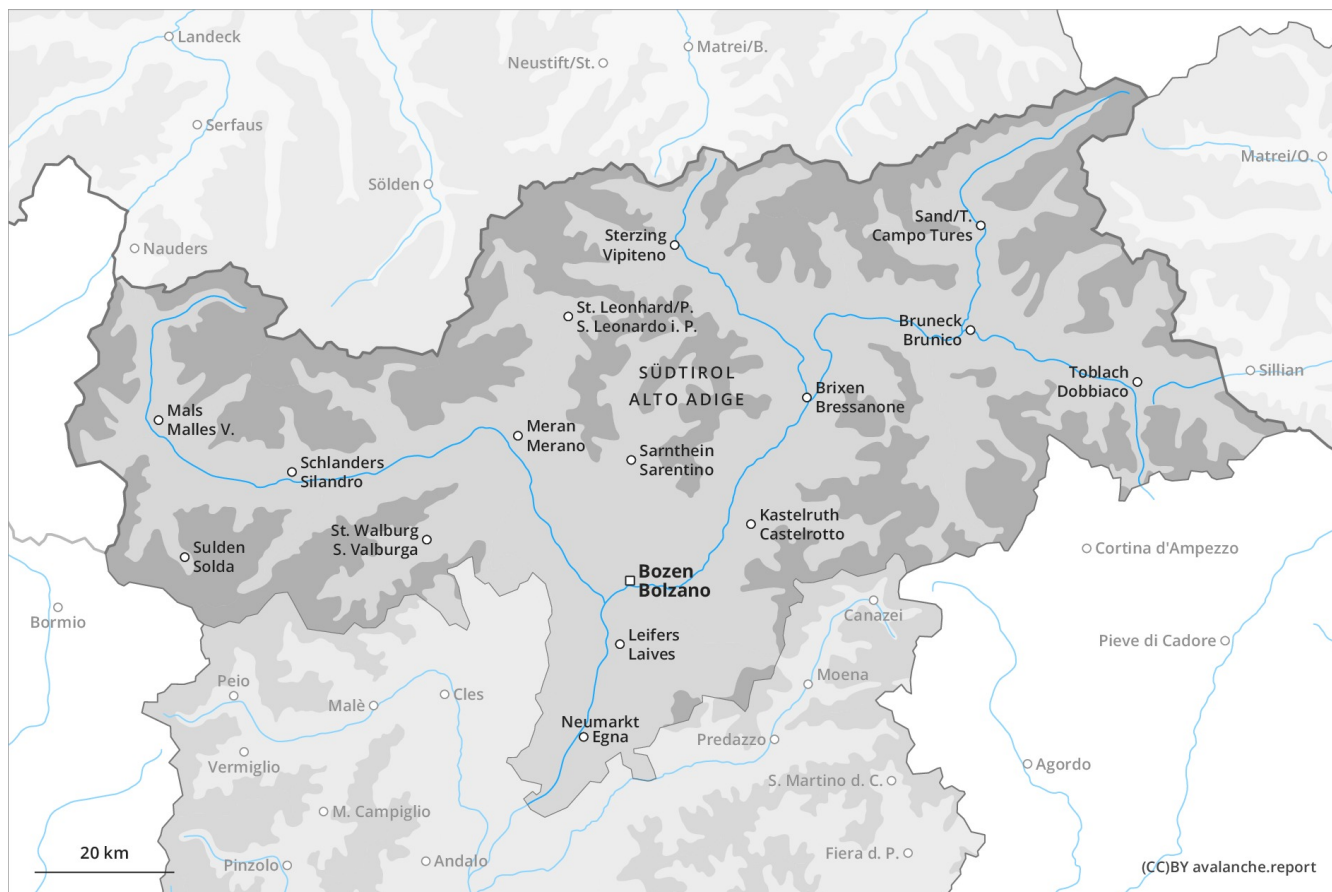 Landeck
Matrei/B.
Neustift/St.
Serfaus
Matrei/O.
Sölden
Sand/T.
Campo Tures
Sterzing
Vipiteno
Nauders
St. Leonhard/P.
S. Leonardo i. P.
Bruneck
Brunico
SÜDTIROL
ALTO ADIGE
Toblach
Dobbiaco
Sillian
Brixen
Bressanone
Mals
Malles V.
Meran
Merano
Sarnthein
Sarentino
Schlanders
Silandro
Kastelruth
Castelrotto
St. Walburg
S. Valburga
Sulden
Solda
Cortina d'Ampezzo
Bozen
Bolzano
Bormio
Canazei
Leifers
Laives
Pieve di Cadore
Peio
Moena
Malè
Cles
Neumarkt
Egna
Predazzo
Vermiglio
Agordo
S. Martino d. C.
M. Campiglio
20 km
Pinzolo
Andalo
Fiera d. P.
(CC)BY avalanche.report